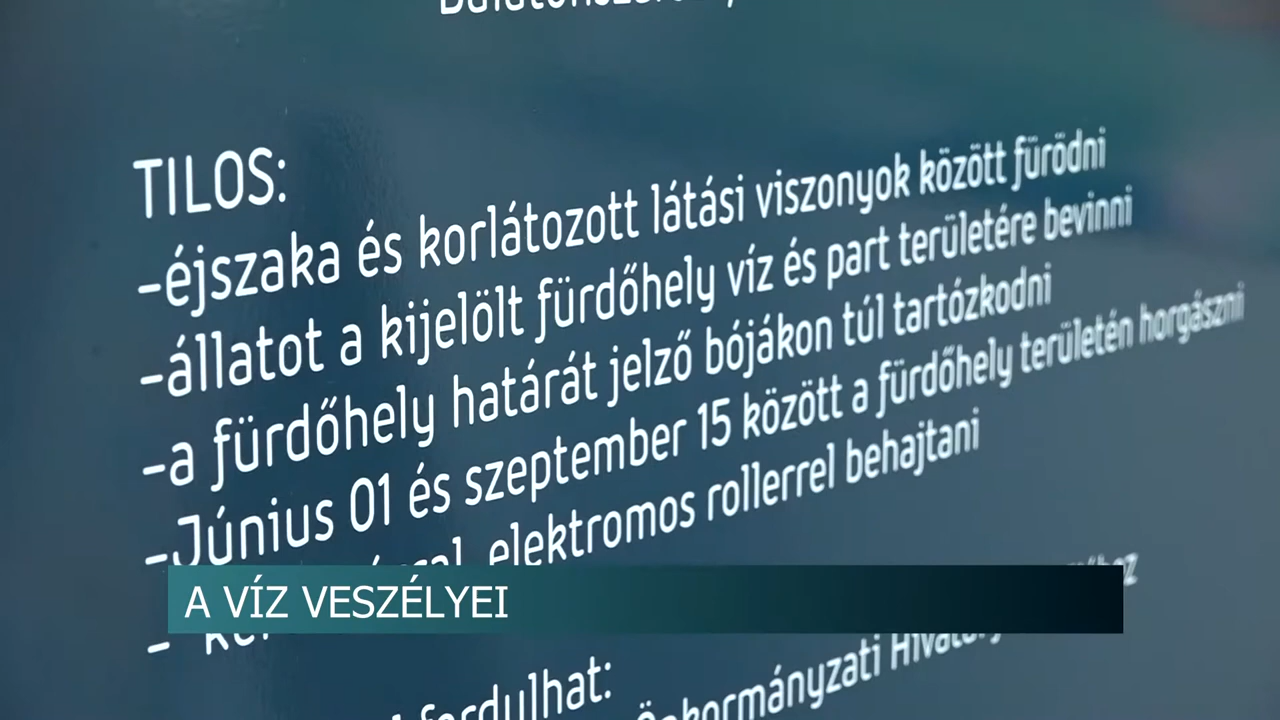 TILOS:
-éjszaka és korlátozott látási viszonyok között fürödni
-állatot a kijelölt fürdőhely víz és part területére bevinni
-a fürdőhely határát jelző bójákon túl tartózkodni
-Június 01 és szeptember 15 között a fürdőhely területén horgászni
elektromos rollerrel behajtani
A VÍZ VESZÉLYEI
fordulhat:
Önkormányzati